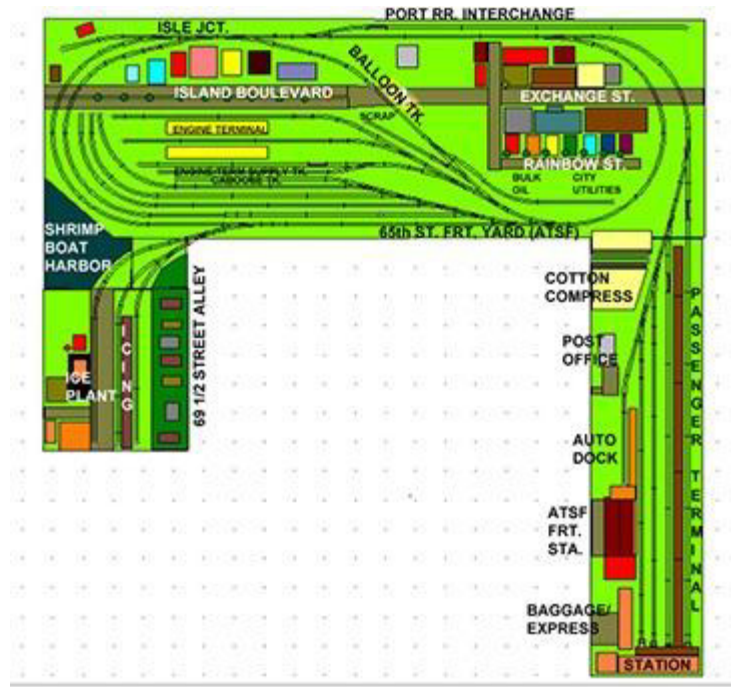 PORT RR. INTERCHANGE
ISLE JCT.
BALLOON TK.
ISLAND BOULEVARD
EXCHANGE ST.
SCRAP
ENGINE TERMINAL
RAINBOW ST.
ENGINE TERM SUPPLY TK.
CABOOSE TK.
BULK
OIL
CITY
UTILITIES
65th ST. FRT. YARD (ATSF)
SHRIMP
BOAT
HARBOR
COTTON
COMPRESS
69 1/2 STREET ALLEY
PASSENGER TERMINAL
POST
OFFICE
ICING
ICE
PLANT
AUTO
DOCK
ATSF
FRT.
STA.
BAGGAGE/
EXPRESS
STATION